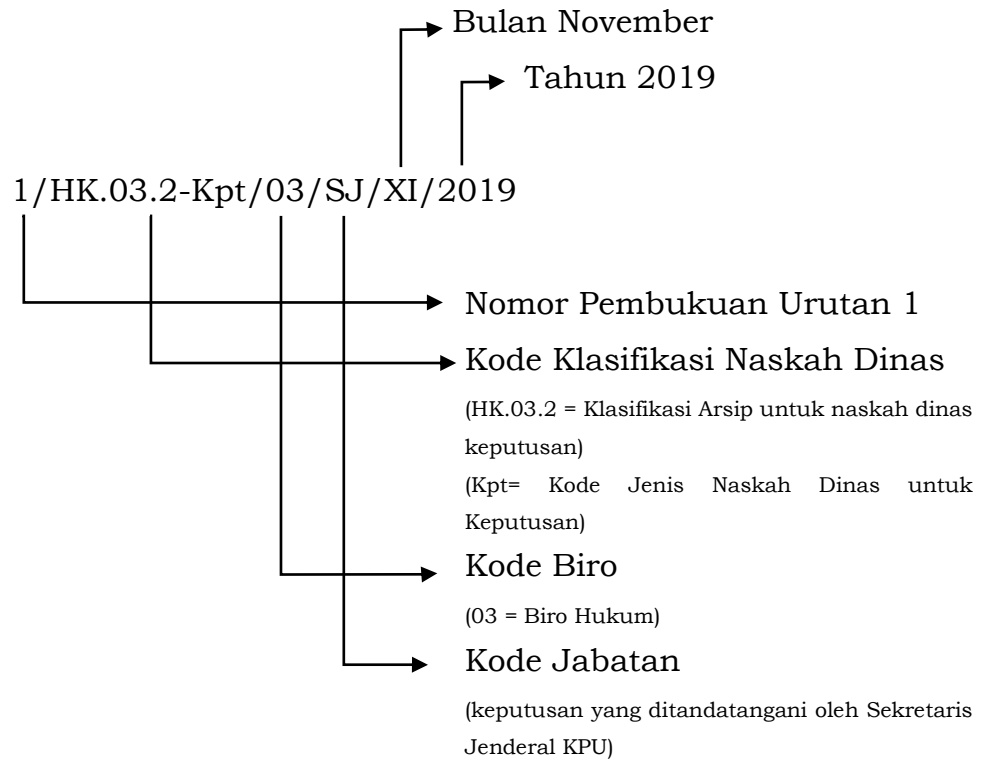 Bulan November
Tahun 2019
1/HK.03.2-Kpt/03/SJ/XI/2019
Nomor Pembukuan Urutan 1
Kode Klasifikasi Naskah Dinas
(HK.03.2 = Klasifikasi Arsip untuk naskah dinas
keputusan)
(Kpt= Kode Jenis Naskah Dinas untuk
Keputusan)
Kode Biro
(03 = Biro Hukum)
Kode Jabatan
(keputusan yang ditandatangani oleh Sekretaris
Jenderal KPU)